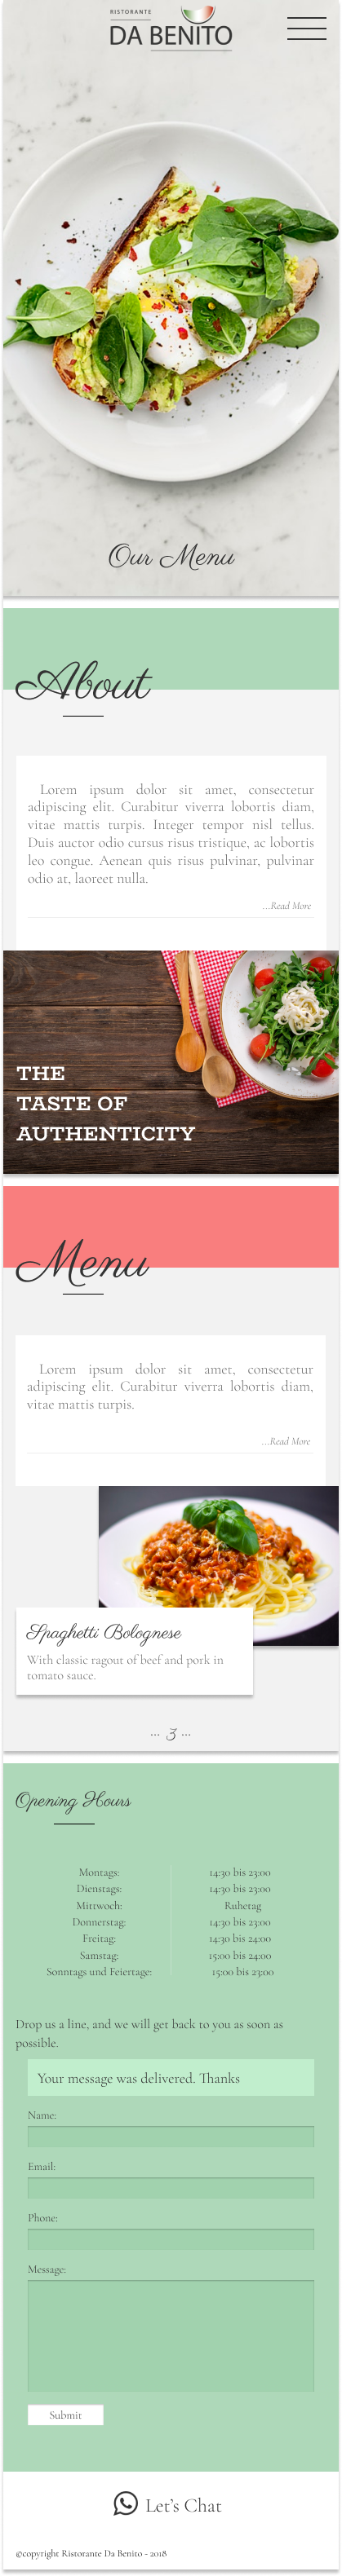 RISTORANTE
DA BENITO
Our Menu
About
Lorem ipsum dolor sit amet, consectetur
adipiscing elit. Curabitur viverra lobortis diam,
vitae mattis turpis. Integer tempor nisl tellus.
Duis auctor odio cursus risus tristique, ac lobortis
leo congue. Aenean quis risus pulvinar, pulvinar
odio at, laoreet nulla.
...Read More
THE
TASTE OF
AUTHENTICITY
Menu
Lorem ipsum dolor sit amet, consectetur
adipiscing elit. Curabitur viverra lobortis diam,
vitae mattis turpis.
...Read More
Spaghetti Bolognese
With classic ragout of beef and pork in
tomato sauce.
... 3 ...
Opening Hours
Montags: 14:30 bis 23:00
Dienstags: 14:30 bis 23:00
Mittwoch: Ruhetag
Donnerstag: 14:30 bis 23:00
Freitag: 14:30 bis 24:00
Samstag: 15:00 bis 24:00
Sonntags und Feiertage: 15:00 bis 23:00
Drop us a line, and we will get back to you as soon as
possible.
Your message was delivered. Thanks
Name:
Email:
Phone:
Message:
Submit
Let's Chat
©copyright Ristorante Da Benito - 2018